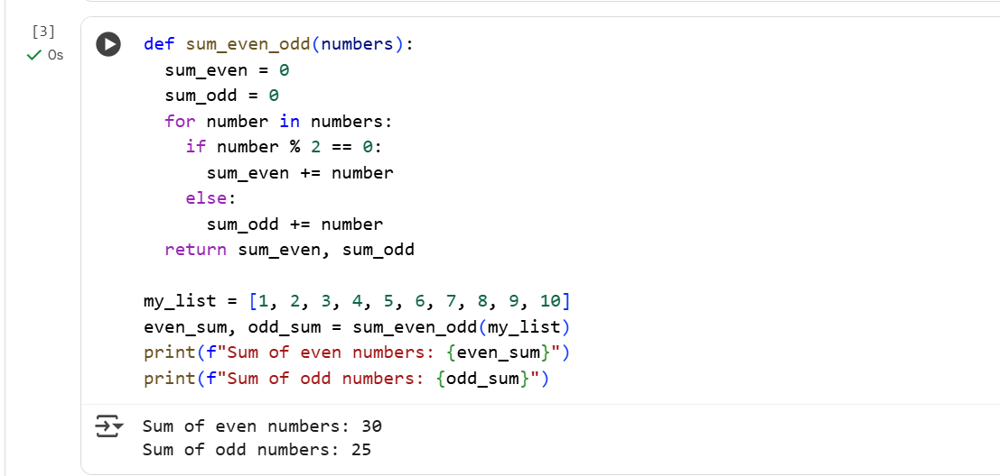 [3]
0s
def sum_even_odd(numbers):
  sum_even = 0
  sum_odd = 0
  for number in numbers:
    if number % 2 == 0:
      sum_even += number
    else:
      sum_odd += number
  return sum_even, sum_odd

my_list = [1, 2, 3, 4, 5, 6, 7, 8, 9, 10]
even_sum, odd_sum = sum_even_odd(my_list)
print(f"Sum of even numbers: {even_sum}")
print(f"Sum of odd numbers: {odd_sum}")
Sum of even numbers: 30
Sum of odd numbers: 25